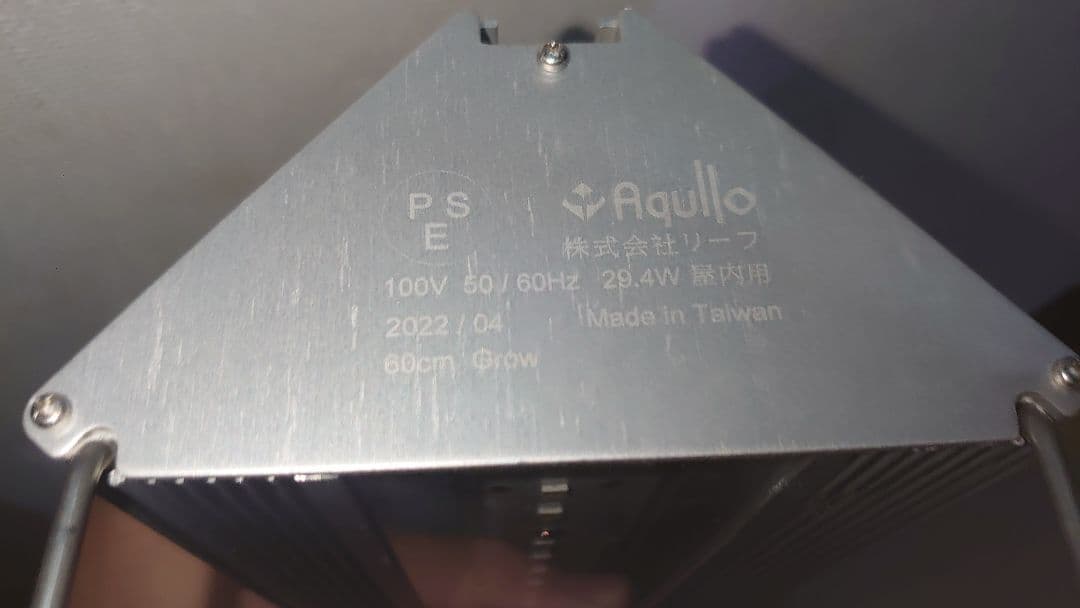 PS
E
Aqullo
株式会社リーフ
100V 50 / 60Hz 29.4W 屋内用
2022 / 04 Made in Taiwan
60cm Grow